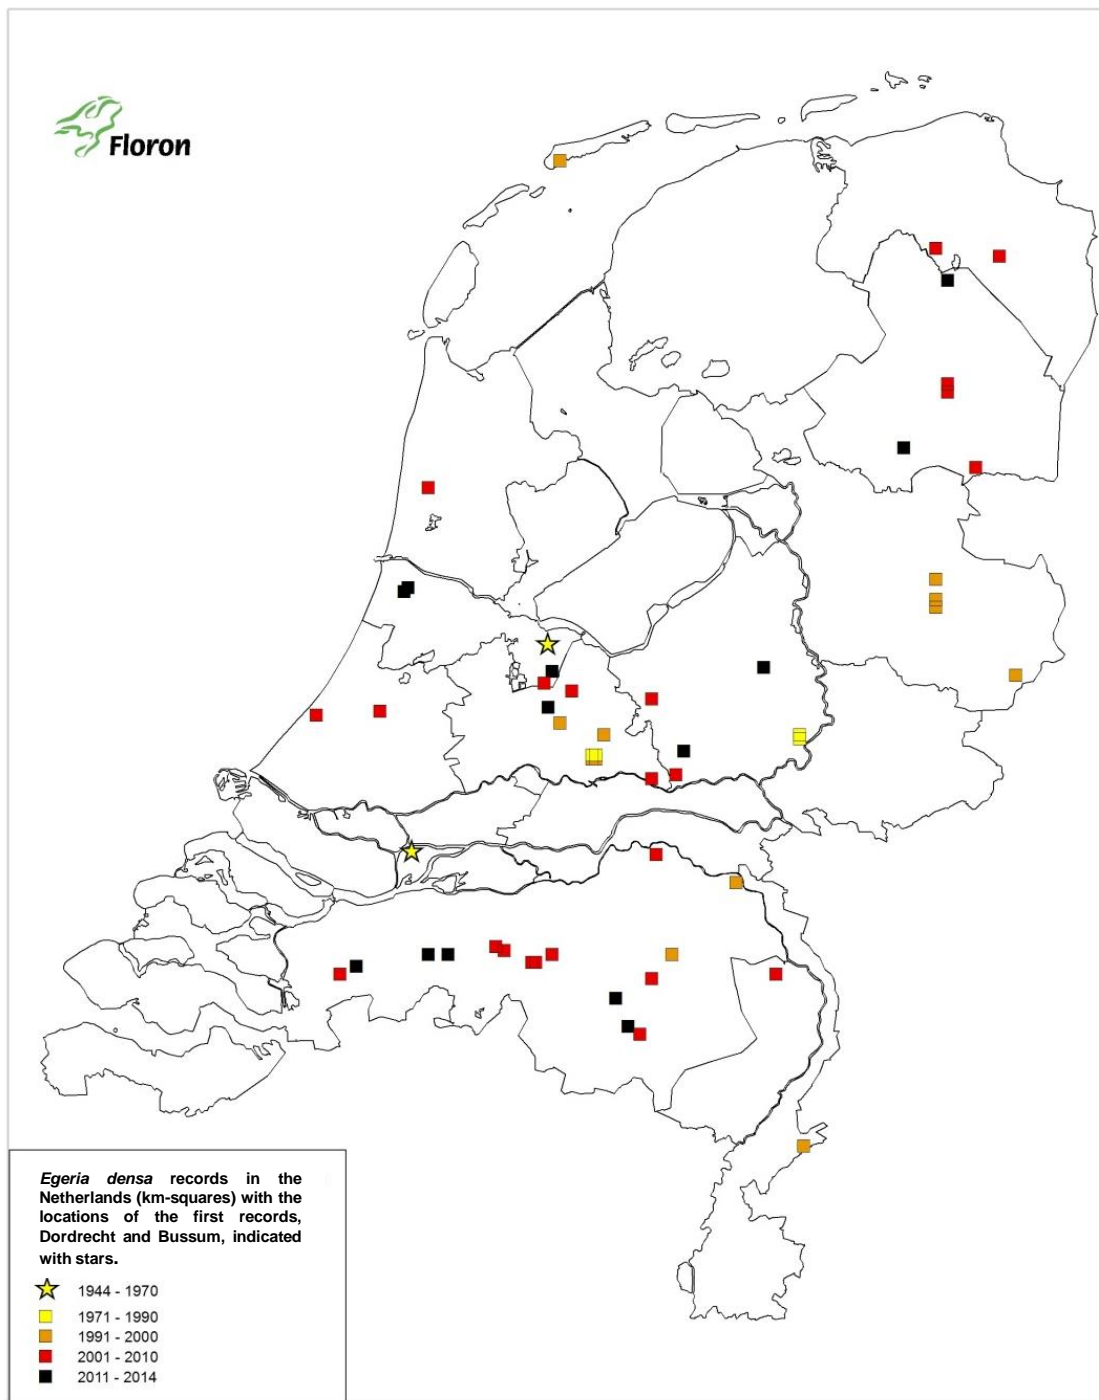 Floron
Egeria densa records in the
Netherlands (km-squares) with the
locations of the first records,
Dordrecht and Bussum, indicated
with stars.
1944 - 1970
1971 - 1990
1991 - 2000
2001 - 2010
2011 - 2014